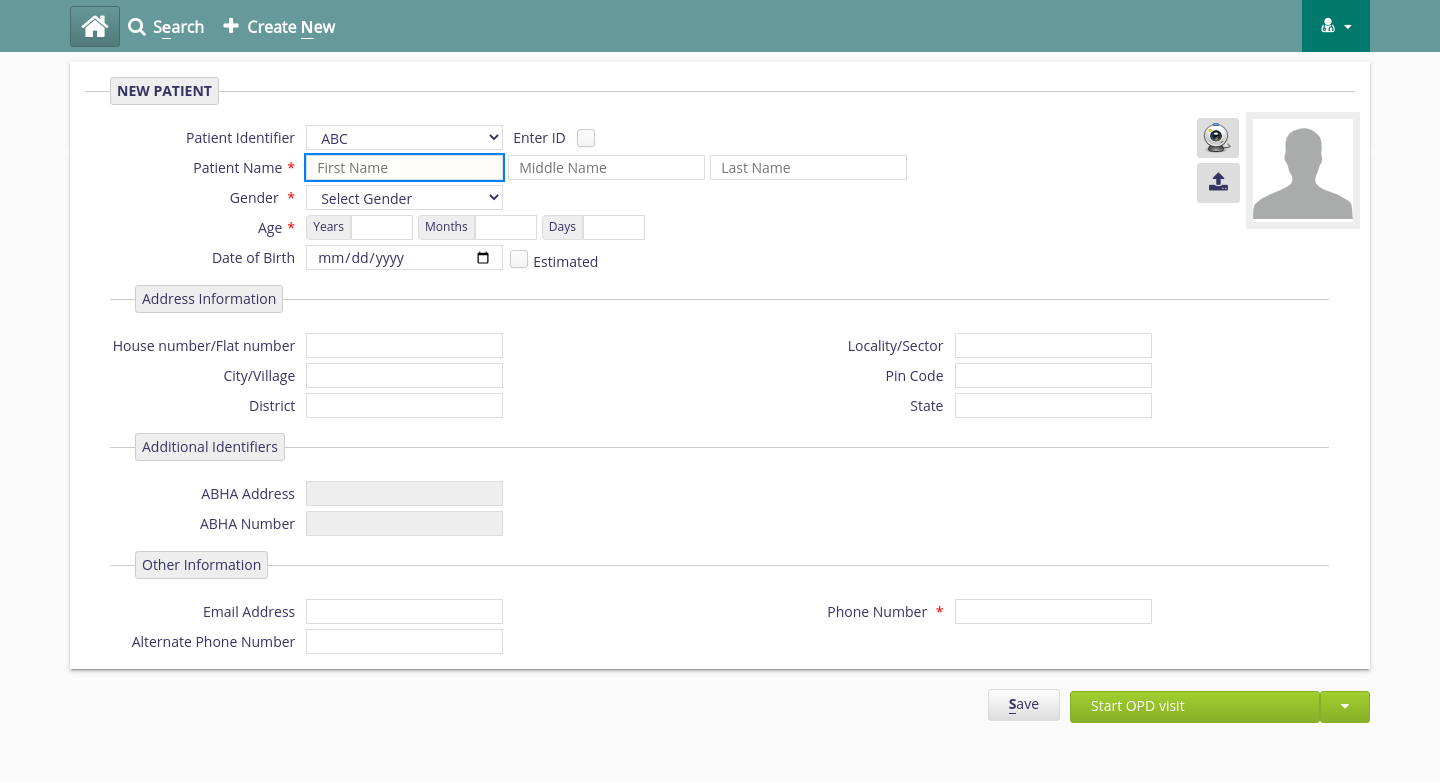 Search Create New
NEW PATIENT
Patient Identifier ABC Enter ID
Patient Name * First Name Middle Name Last Name
Gender * Select Gender
Age * Years Months Days
Date of Birth mm/dd/yyyy Estimated
Address Information
House number/Flat number Locality/Sector
City/Village Pin Code
District State
Additional Identifiers
ABHA Address
ABHA Number
Other Information
Email Address Phone Number *
Alternate Phone Number
Save Start OPD visit